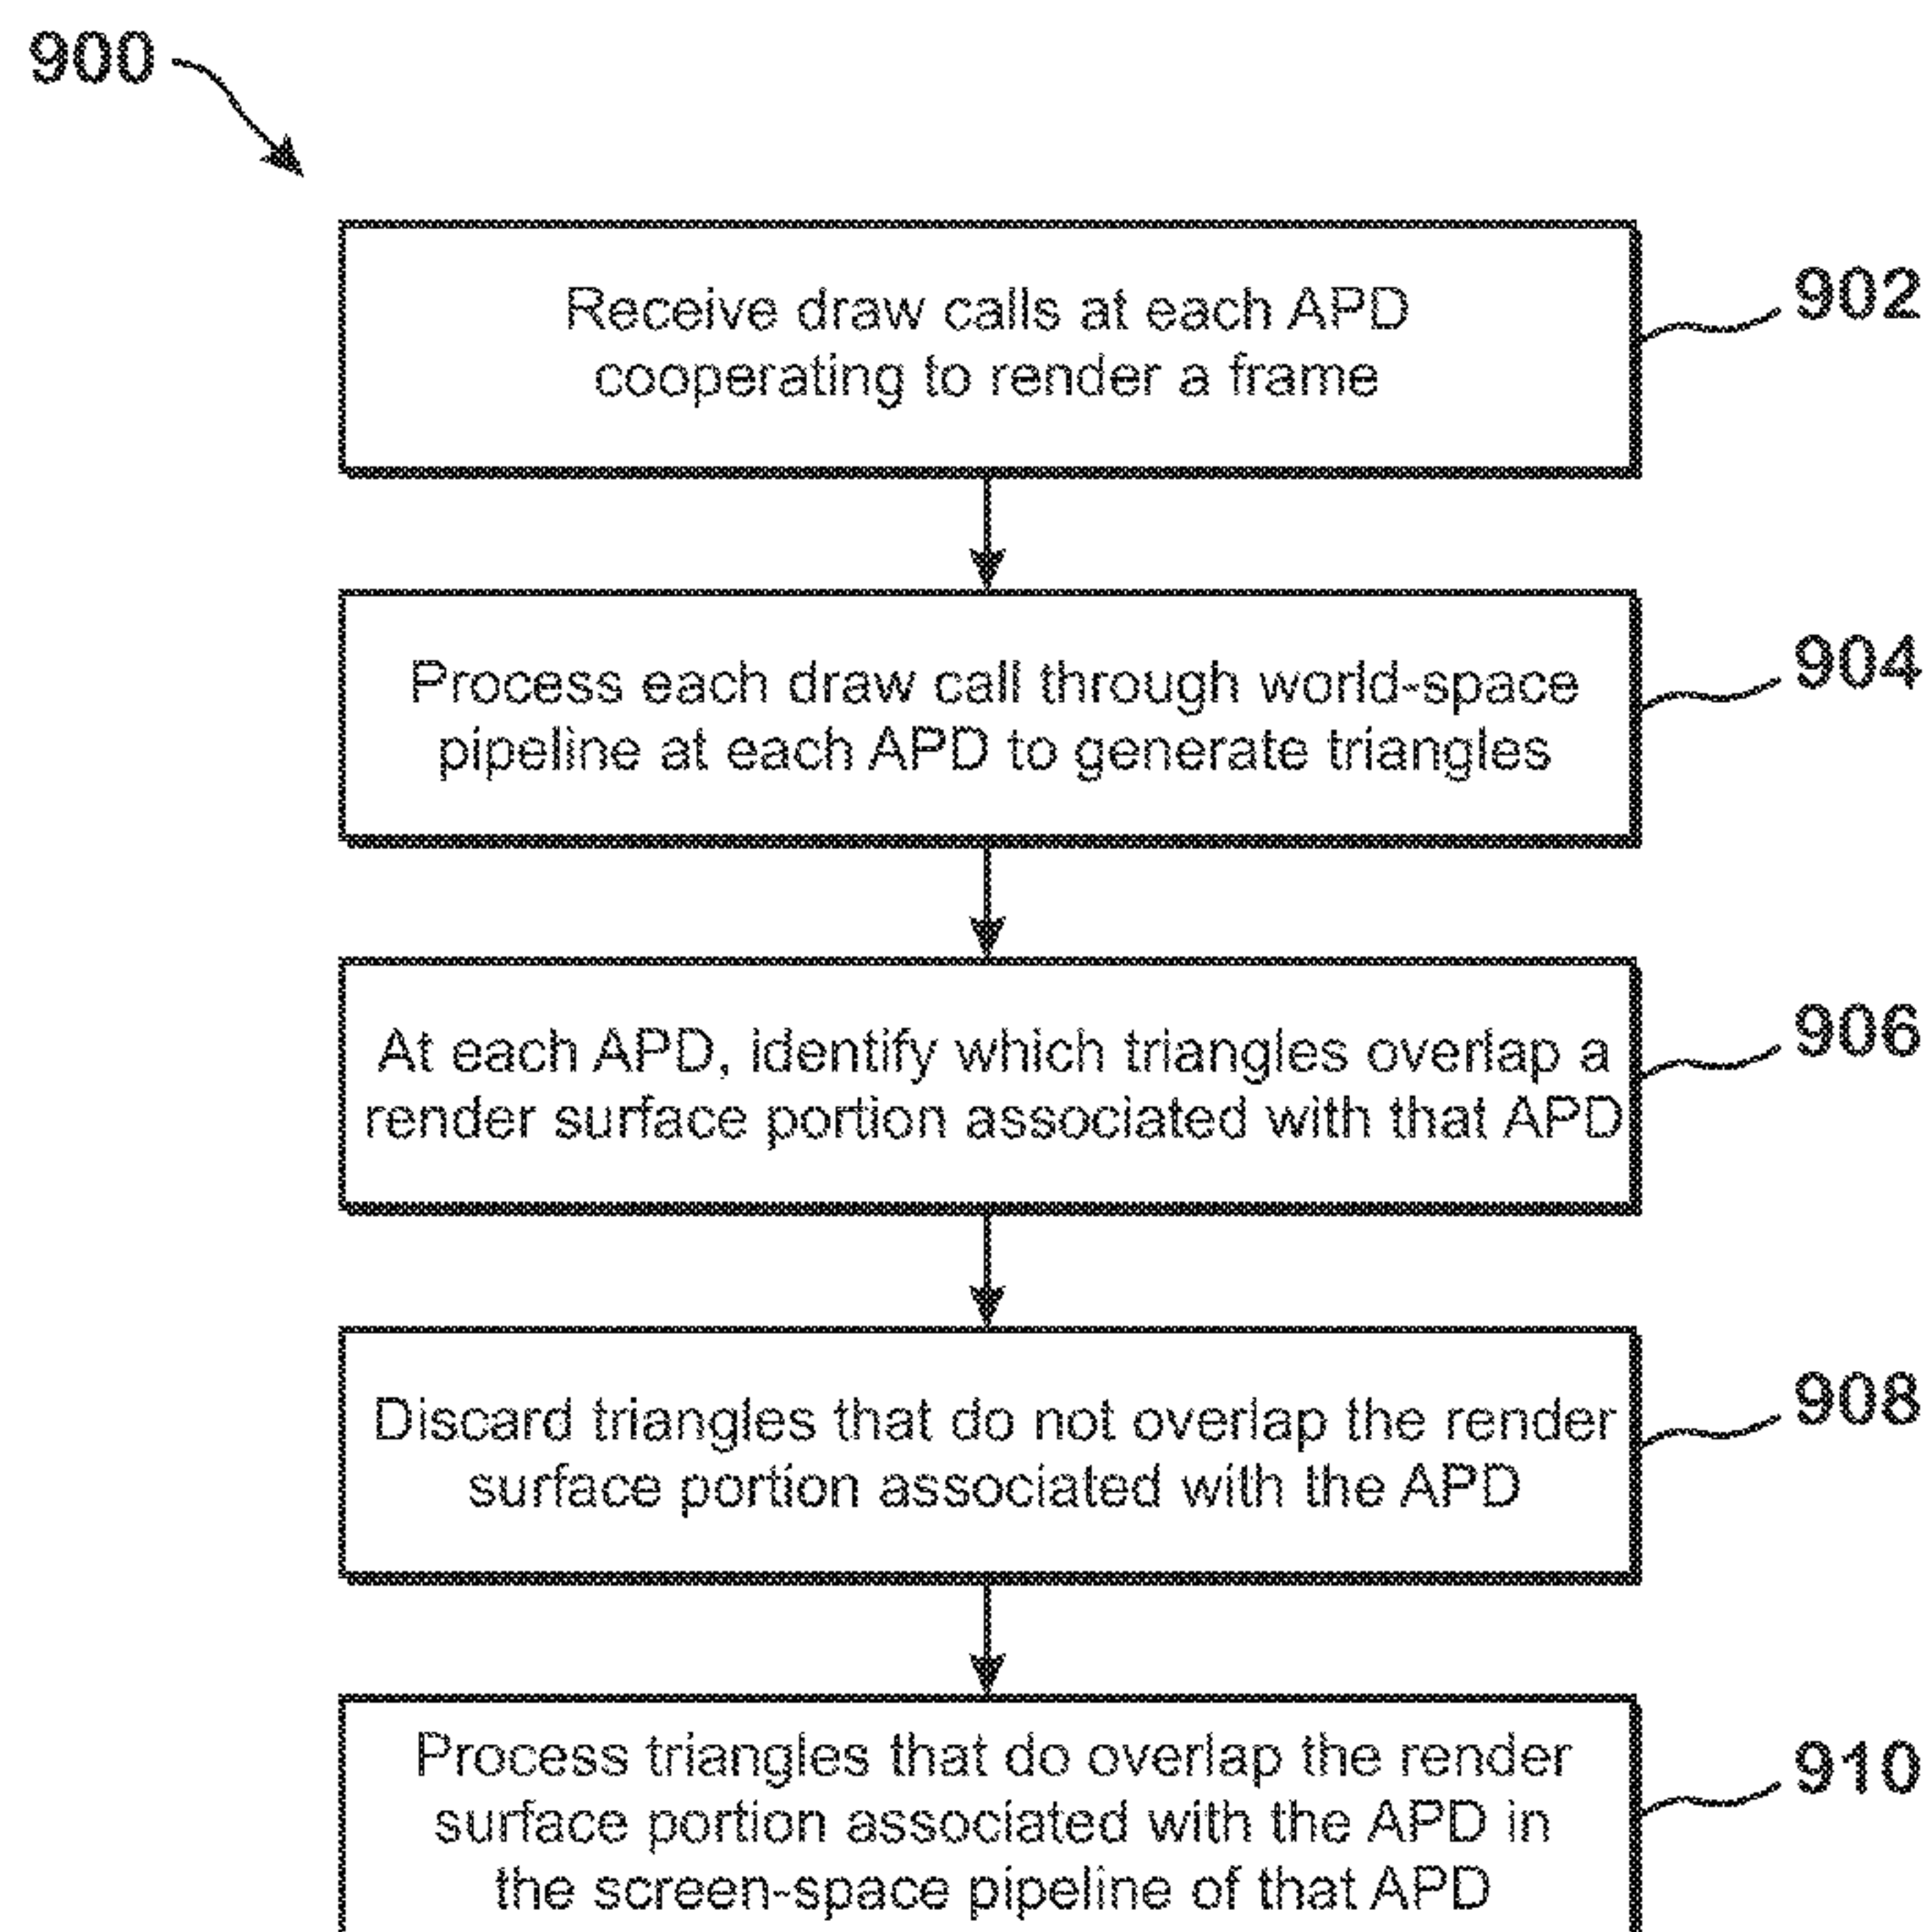 900
Receive draw calls at each APD
cooperating to render a frame
902
Process each draw call through world-space
pipeline at each APD to generate triangles
904
At each APD, identify which triangles overlap a
render surface portion associated with that APD
906
Discard triangles that do not overlap the render
surface portion associated with the APD
908
Process triangles that do overlap the render
surface portion associated with the APD in
the screen-space pipeline of that APD
910